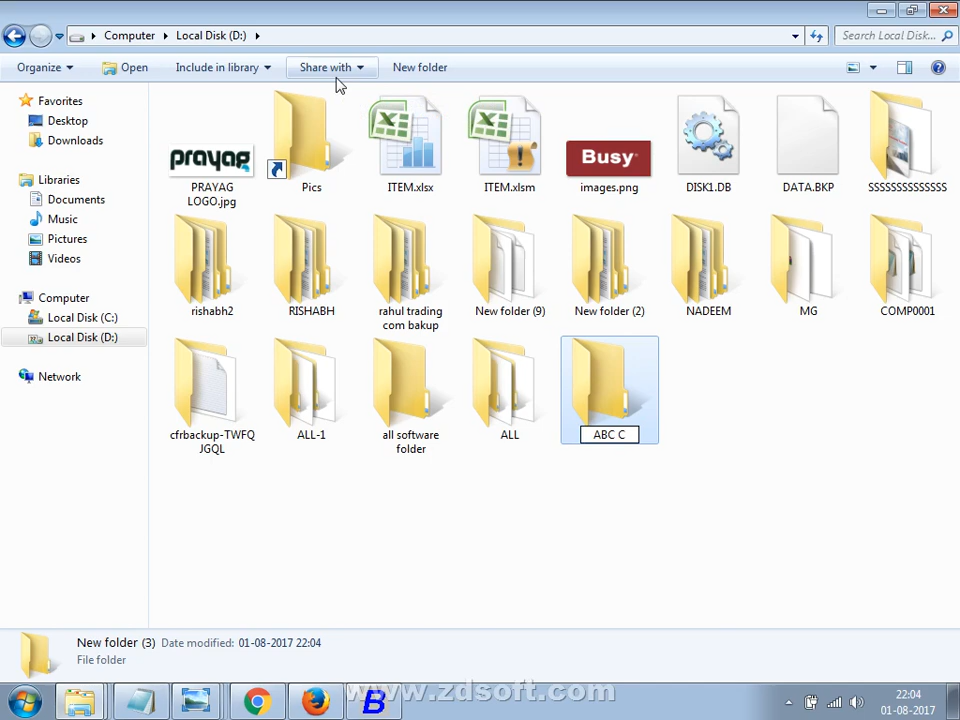 Computer Local Disk (D:)
Search Local Disk...
Organize Open Include in library Share with New folder
Favorites
Desktop
Downloads
Libraries
Documents
Music
Pictures
Videos
Computer
Local Disk (C:)
Local Disk (D:)
Network
prayag
Busy
PRAYAG
LOGO.jpg
Pics
ITEM.xlsx
ITEM.xlsm
images.png
DISK1.DB
DATA.BKP
SSSSSSSSSSSSSS
rishabh2
RISHABH
rahul trading
com bakup
New folder (9)
New folder (2)
NADEEM
MG
COMP0001
cfrbackup-TWFQ
JGQL
ALL-1
all software
folder
ALL
ABC C
New folder (3) Date modified: 01-08-2017 22:04
File folder
B
www.zdsoft.com
22:04
01-08-2017